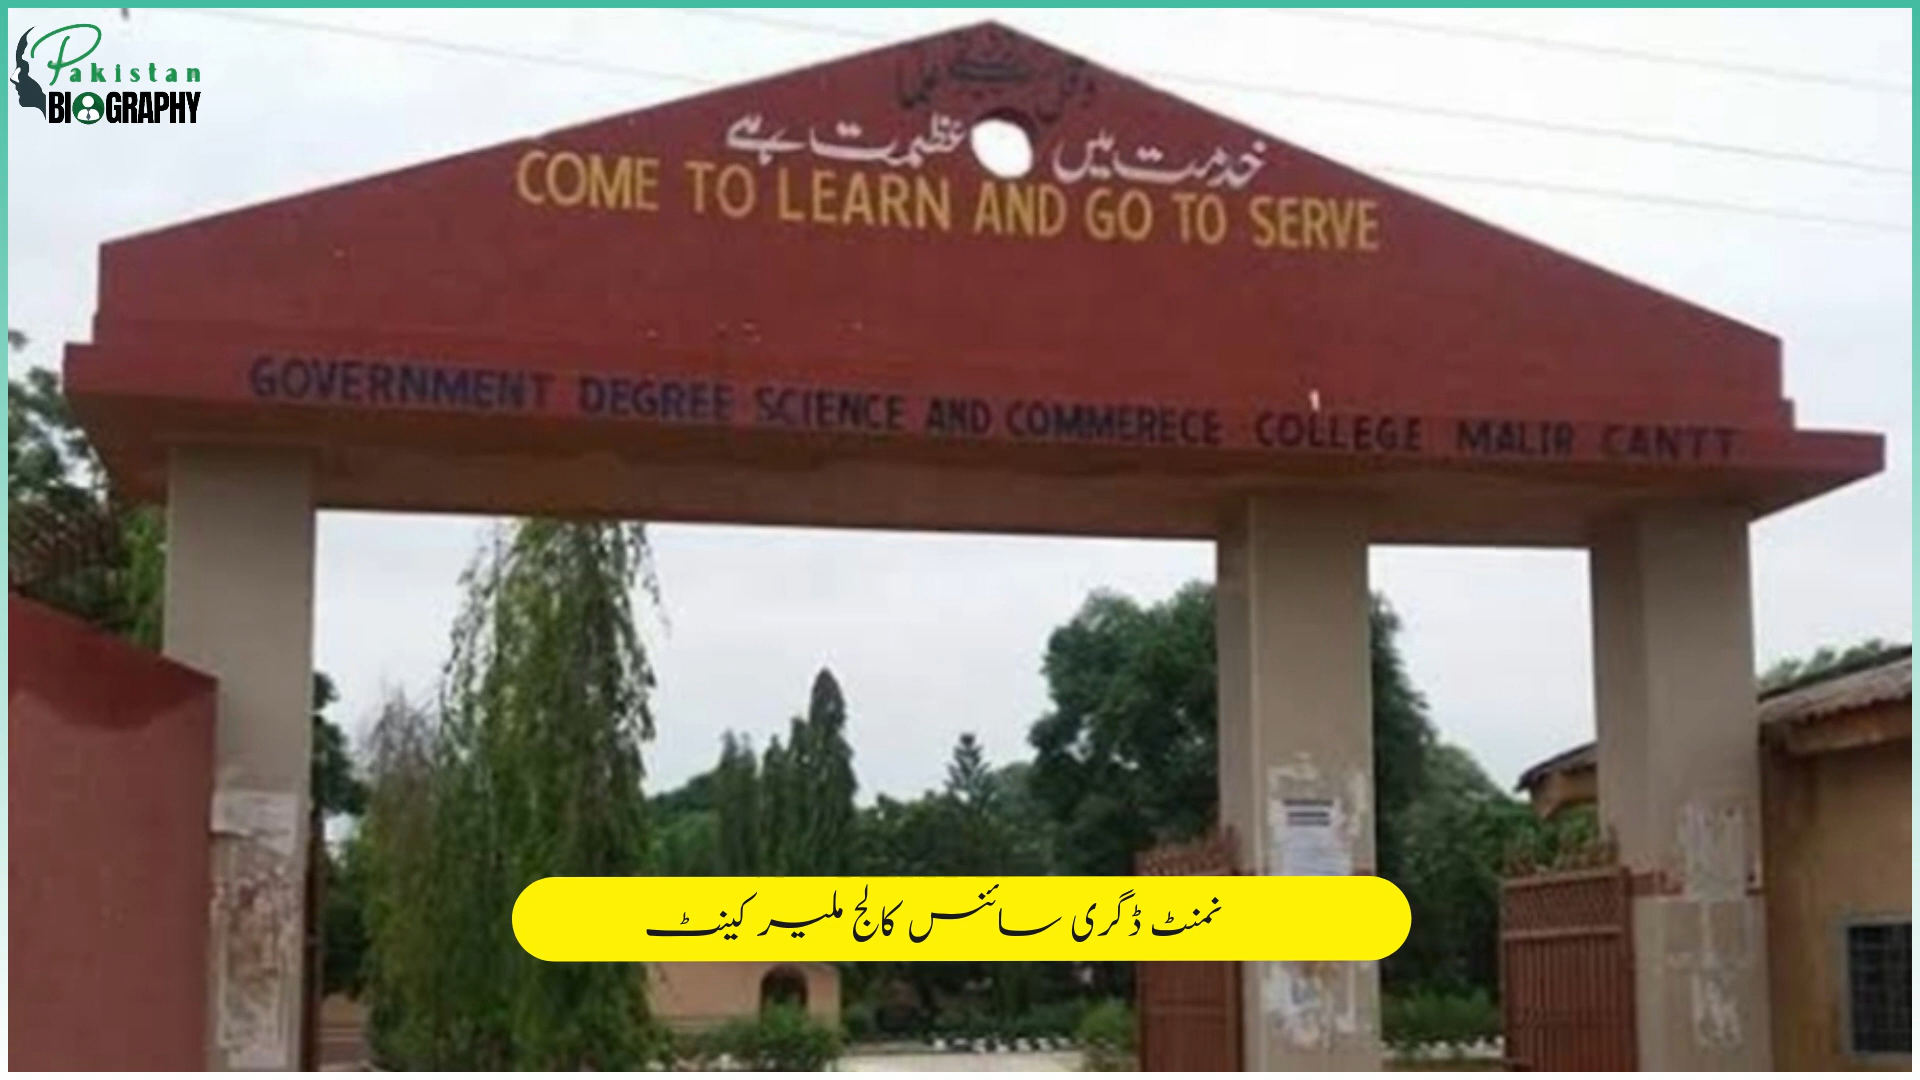 Pakistan
BIOGRAPHY
خدمت میں عظمت ہے
COME TO LEARN AND GO TO SERVE
GOVERNMENT DEGREE SCIENCE AND COMMERECE COLLEGE MALIR CANTT
نمنٹ ڈگری سائنس کالج ملیر کینٹ